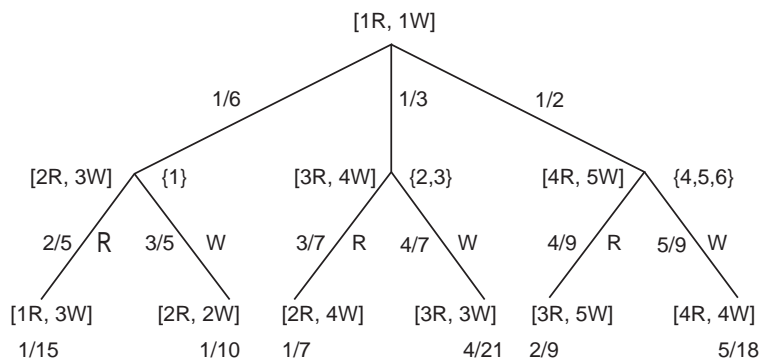 [1R, 1W]
1/6 1/3 1/2
[2R, 3W] {1} [3R, 4W] {2,3} [4R, 5W] {4,5,6}
2/5 R 3/5 W 3/7 R 4/7 W 4/9 R 5/9 W
[1R, 3W] [2R, 2W] [2R, 4W] [3R, 3W] [3R, 5W] [4R, 4W]
1/15 1/10 1/7 4/21 2/9 5/18